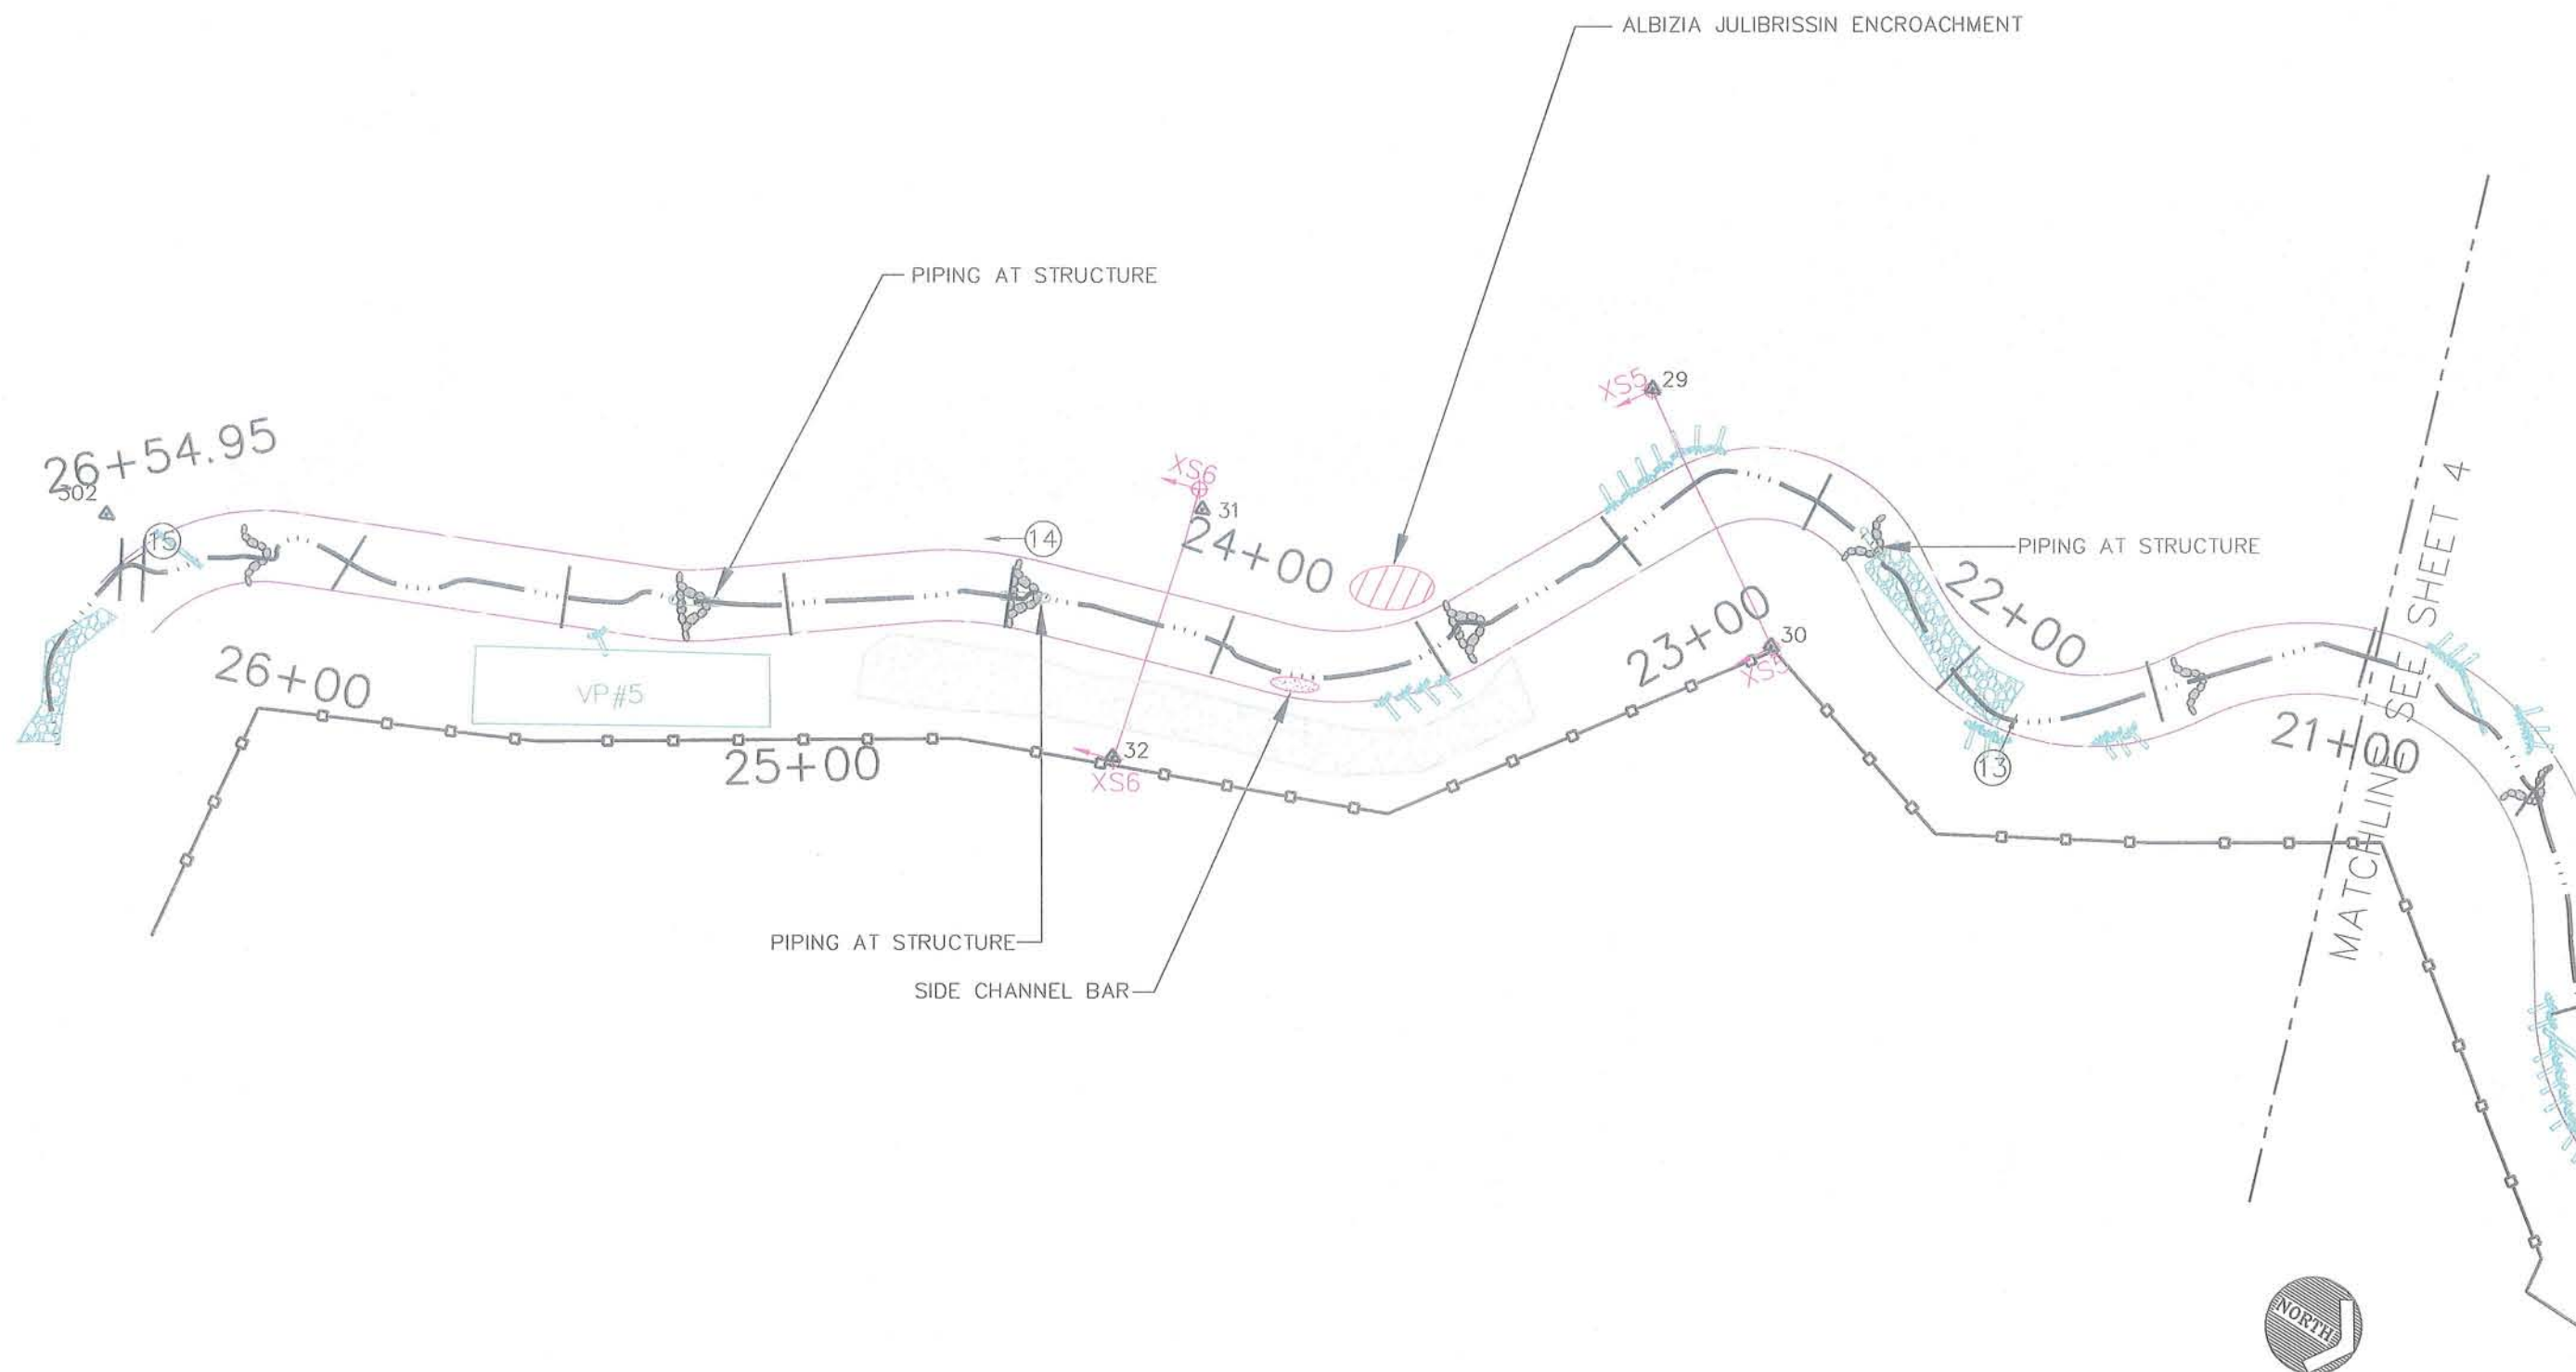 ALBIZIA JULIBRISSIN ENCROACHMENT
PIPING AT STRUCTURE
XS5
29
26+54.95
302
XS6
31
24+00
15
14
PIPING AT STRUCTURE
22+00
23+00
30
XS5
VP#5
26+00
25+00
32
XS6
13
21+00
MATCHLINE SEE SHEET 4
PIPING AT STRUCTURE
SIDE CHANNEL BAR
NORTH